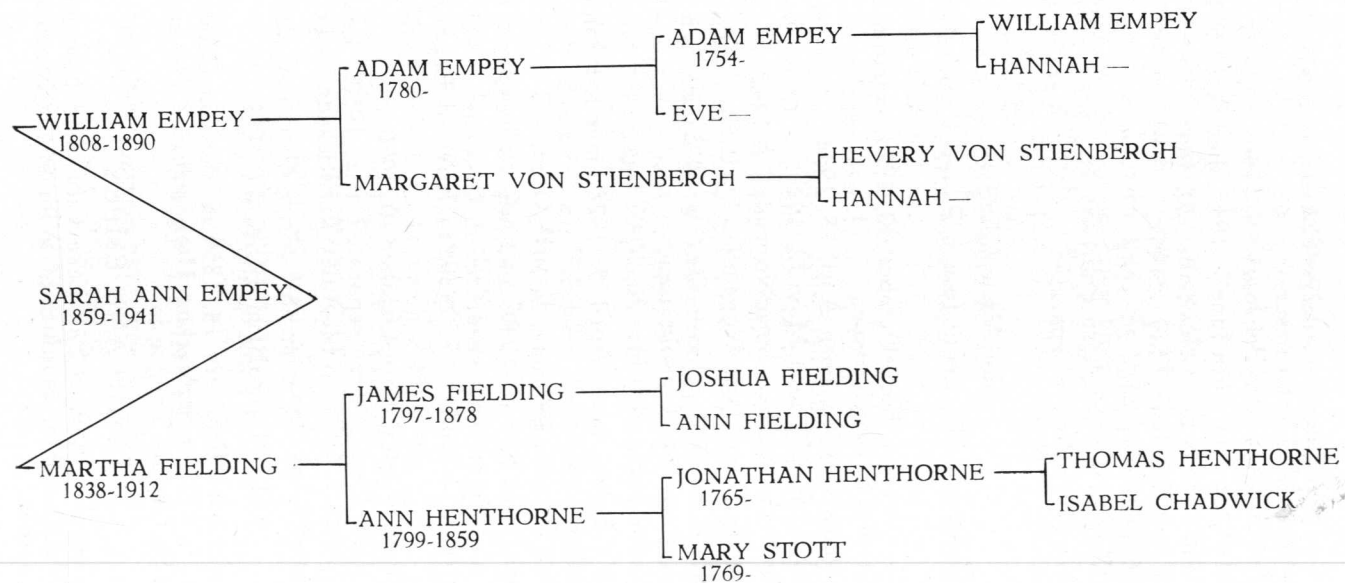 WILLIAM EMPEY
ADAM EMPEY
1754-
HANNAH —
ADAM EMPEY
1780-
EVE —
WILLIAM EMPEY
1808-1890
HEVERY VON STIENBERGH
MARGARET VON STIENBERGH
HANNAH —
SARAH ANN EMPEY
1859-1941
JOSHUA FIELDING
JAMES FIELDING
1797-1878
ANN FIELDING
MARTHA FIELDING
1838-1912
THOMAS HENTHORNE
JONATHAN HENTHORNE
1765-
ISABEL CHADWICK
ANN HENTHORNE
1799-1859
MARY STOTT
1769-